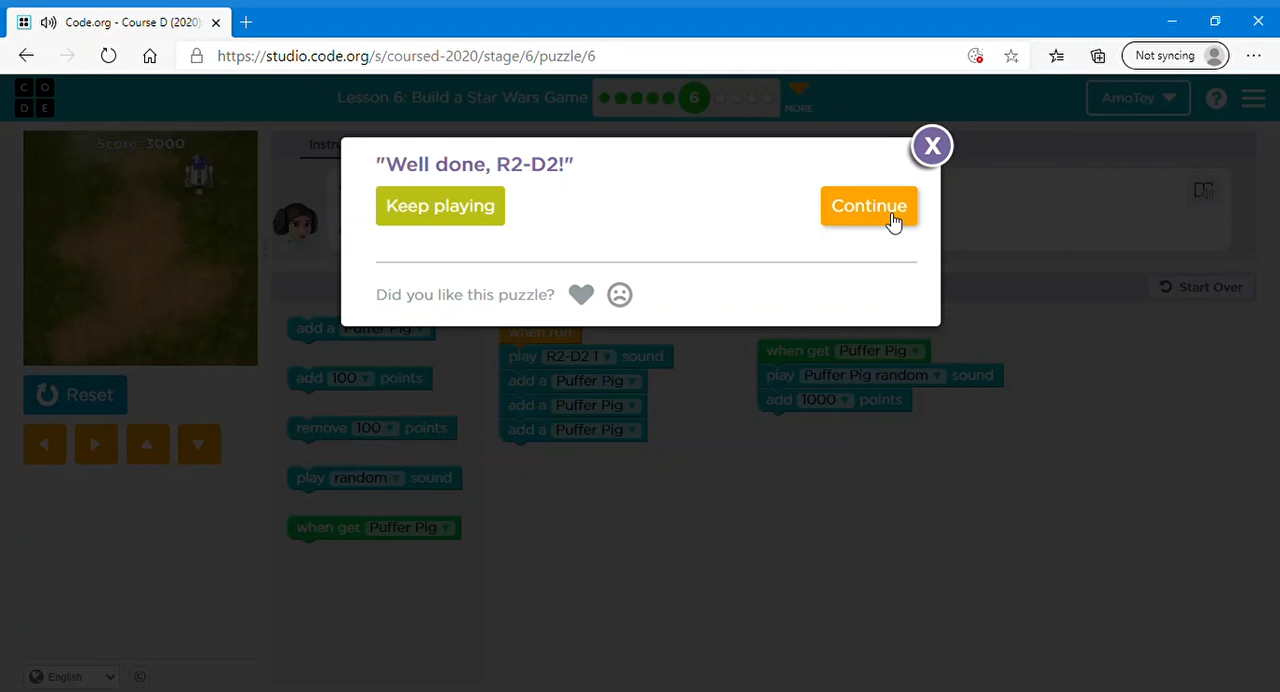 Code.org - Course D (2020)
https://studio.code.org/s/coursed-2020/stage/6/puzzle/6
Not syncing
C O
D E
Lesson 6: Build a Star Wars Game
6
MORE
AmoTey
?
Score: 3000
Instru
"Well done, R2-D2!"
X
Keep playing
Continue
Did you like this puzzle?
Start Over
add a Puffer Pig
add 100 points
remove 100 points
play random sound
when get Puffer Pig
when run
play R2-D2 1 sound
add a Puffer Pig
add a Puffer Pig
add a Puffer Pig
when get Puffer Pig
play Puffer Pig random sound
add 1000 points
Reset
English
©